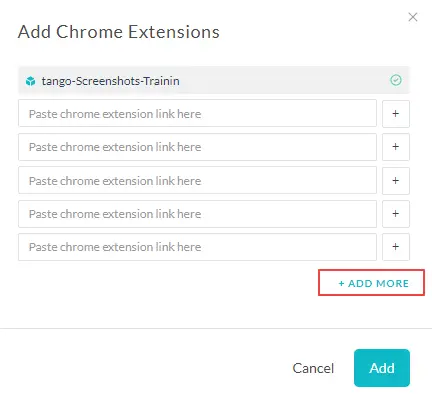 Add Chrome Extensions
tango-Screenshots-Trainin
Paste chrome extension link here +
Paste chrome extension link here +
Paste chrome extension link here +
Paste chrome extension link here +
Paste chrome extension link here +
+ ADD MORE
Cancel Add